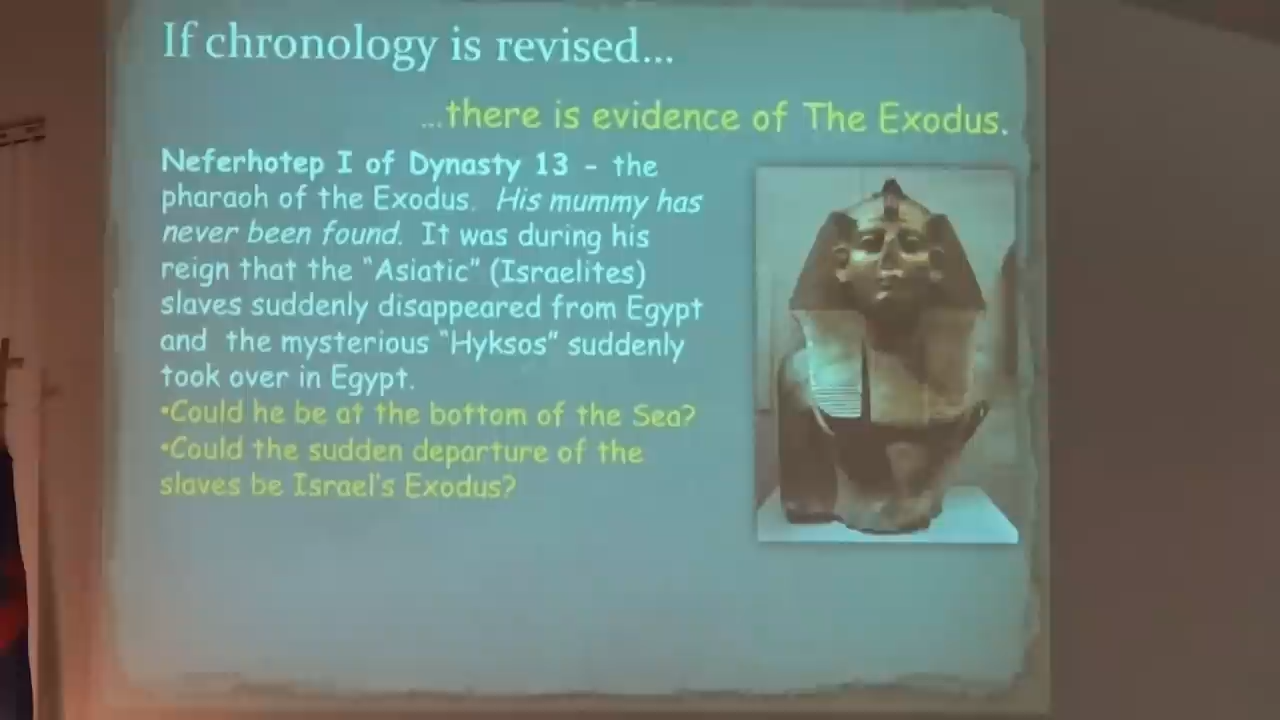 If chronology is revised...
...there is evidence of The Exodus.
Neferhotep I of Dynasty 13 - the
pharaoh of the Exodus. His mummy has
never been found. It was during his
reign that the "Asiatic" (Israelites)
slaves suddenly disappeared from Egypt
and the mysterious "Hyksos" suddenly
took over in Egypt.
•Could he be at the bottom of the Sea?
•Could the sudden departure of the
slaves be Israel's Exodus?